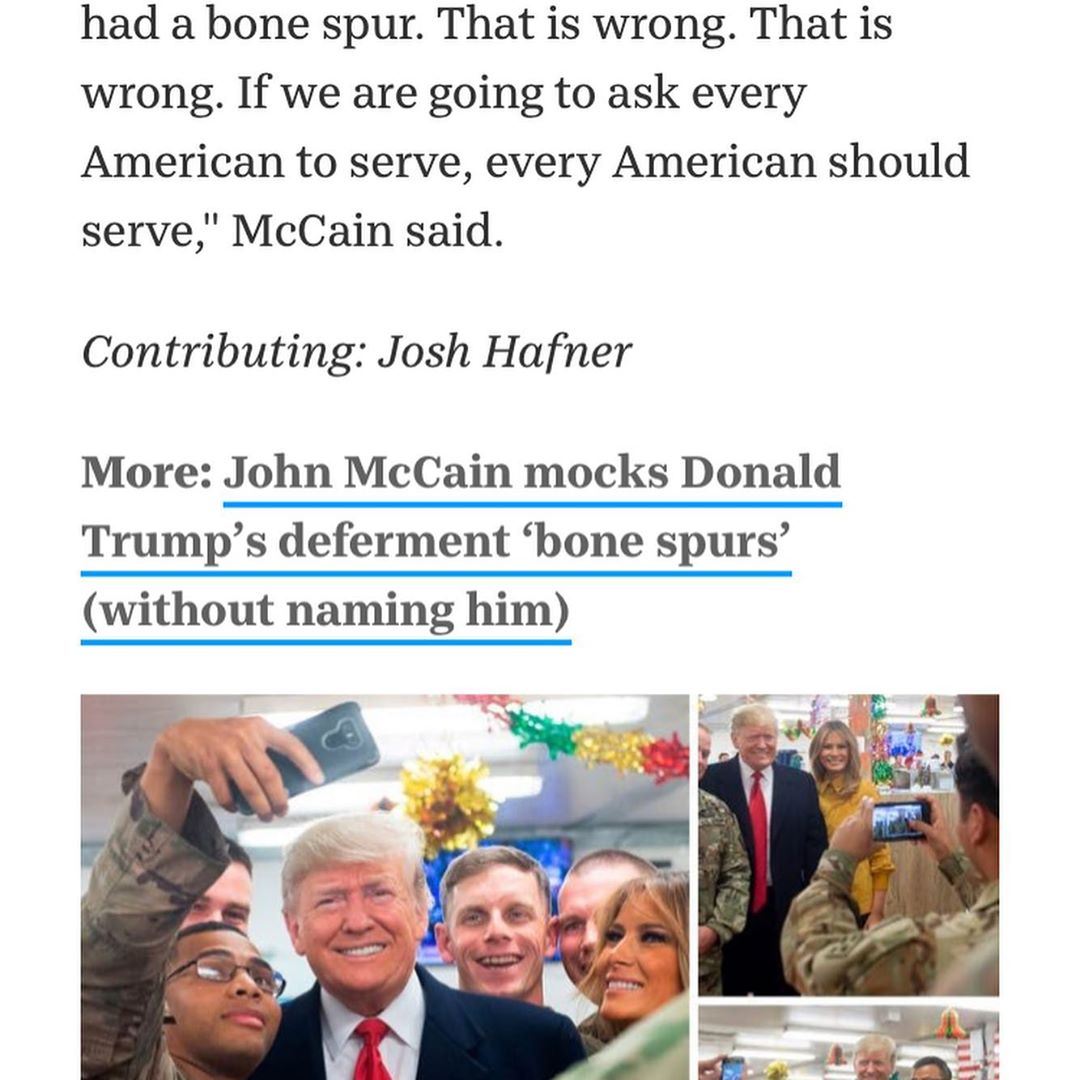 had a bone spur. That is wrong. That is
wrong. If we are going to ask every
American to serve, every American should
serve," McCain said.
Contributing: Josh Hafner
More: John McCain mocks Donald
Trump’s deferment ‘bone spurs’
(without naming him)